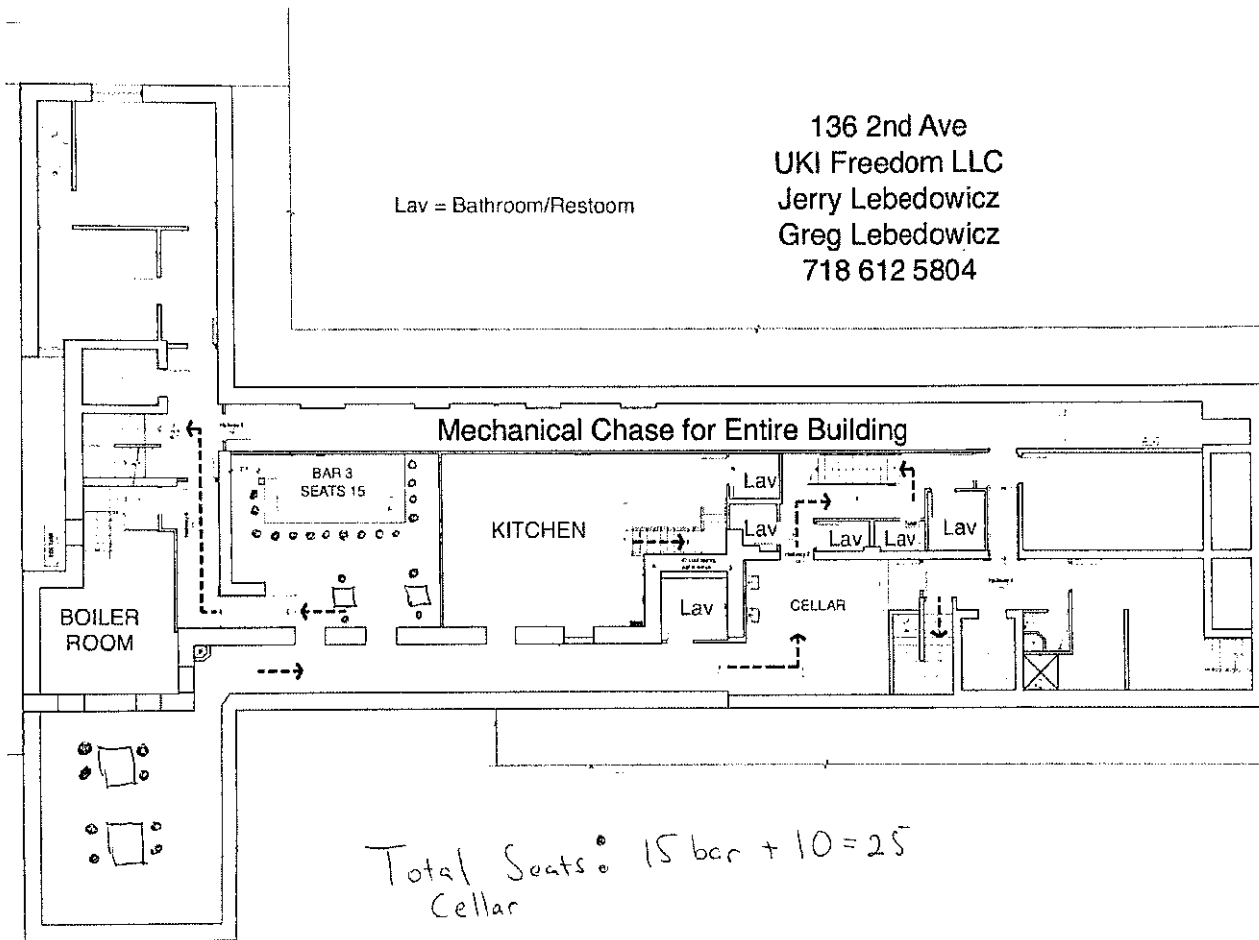 136 2nd Ave
UKI Freedom LLC
Jerry Lebedowicz
Greg Lebedowicz
718 612 5804
Lav = Bathroom/Restoom
Mechanical Chase for Entire Building
BAR 3
SEATS 15
KITCHEN
Lav
Lav
Lav
Lav
Lav
Lav
CELLAR
BOILER
ROOM
Total Seats: 15 bar + 10 = 25
Cellar